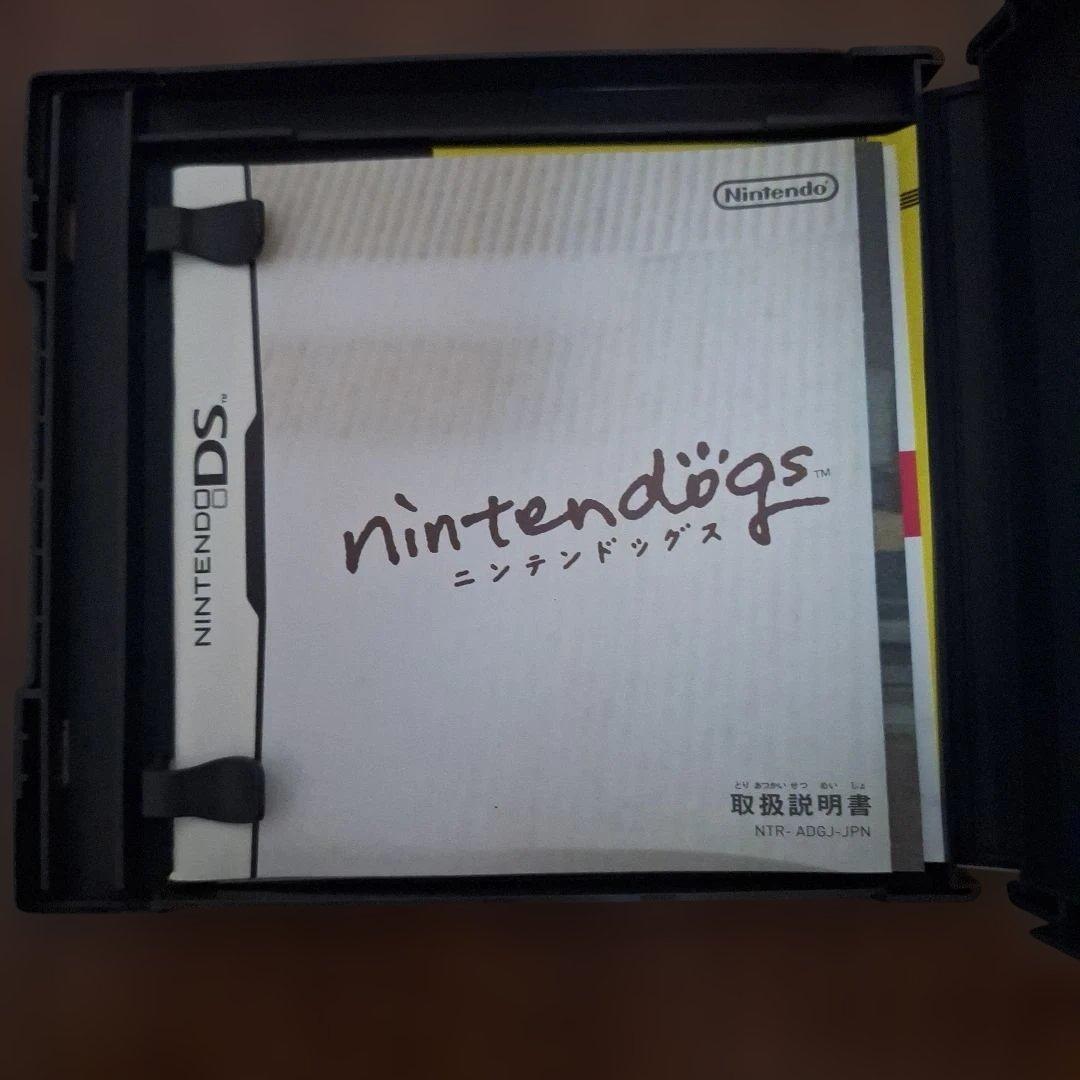 Nintendo®
NINTENDO DS™
nintendogs™
ニンテンドッグス
とり あつかい せつ めい しょ
取扱説明書
NTR- ADGJ-JPN